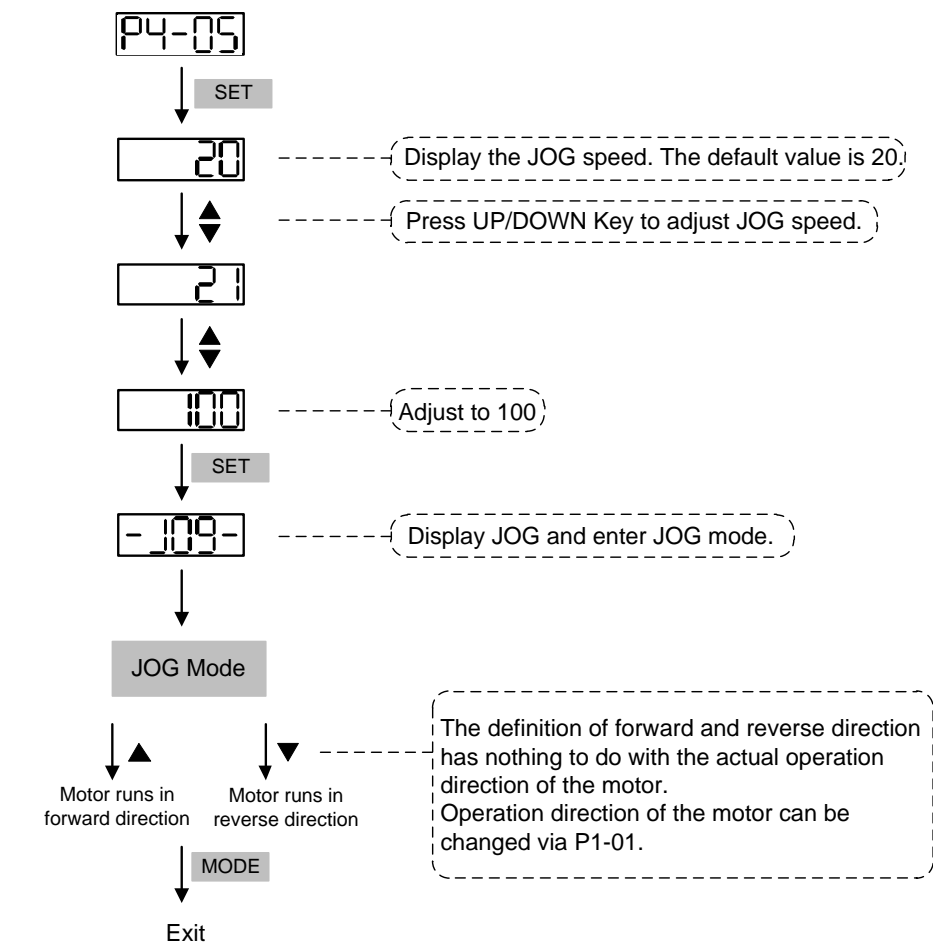 P4-05
SET
20
Display the JOG speed. The default value is 20.
Press UP/DOWN Key to adjust JOG speed.
21
100
Adjust to 100
SET
-JOG-
Display JOG and enter JOG mode.
JOG Mode
The definition of forward and reverse direction
has nothing to do with the actual operation
direction of the motor.
Operation direction of the motor can be
changed via P1-01.
Motor runs in
forward direction
Motor runs in
reverse direction
MODE
Exit